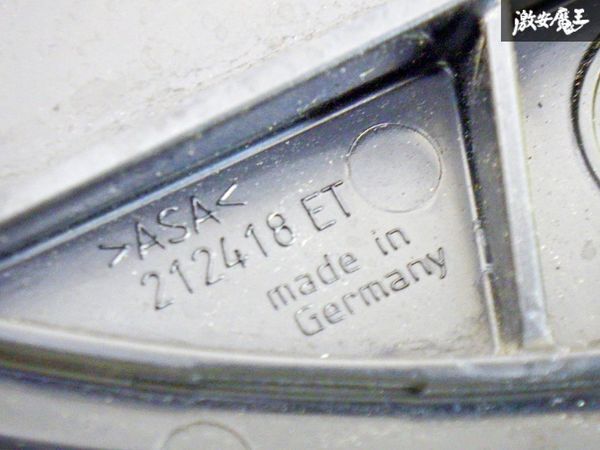 激安魔王
>ASA<
212418 ET
made in
Germany